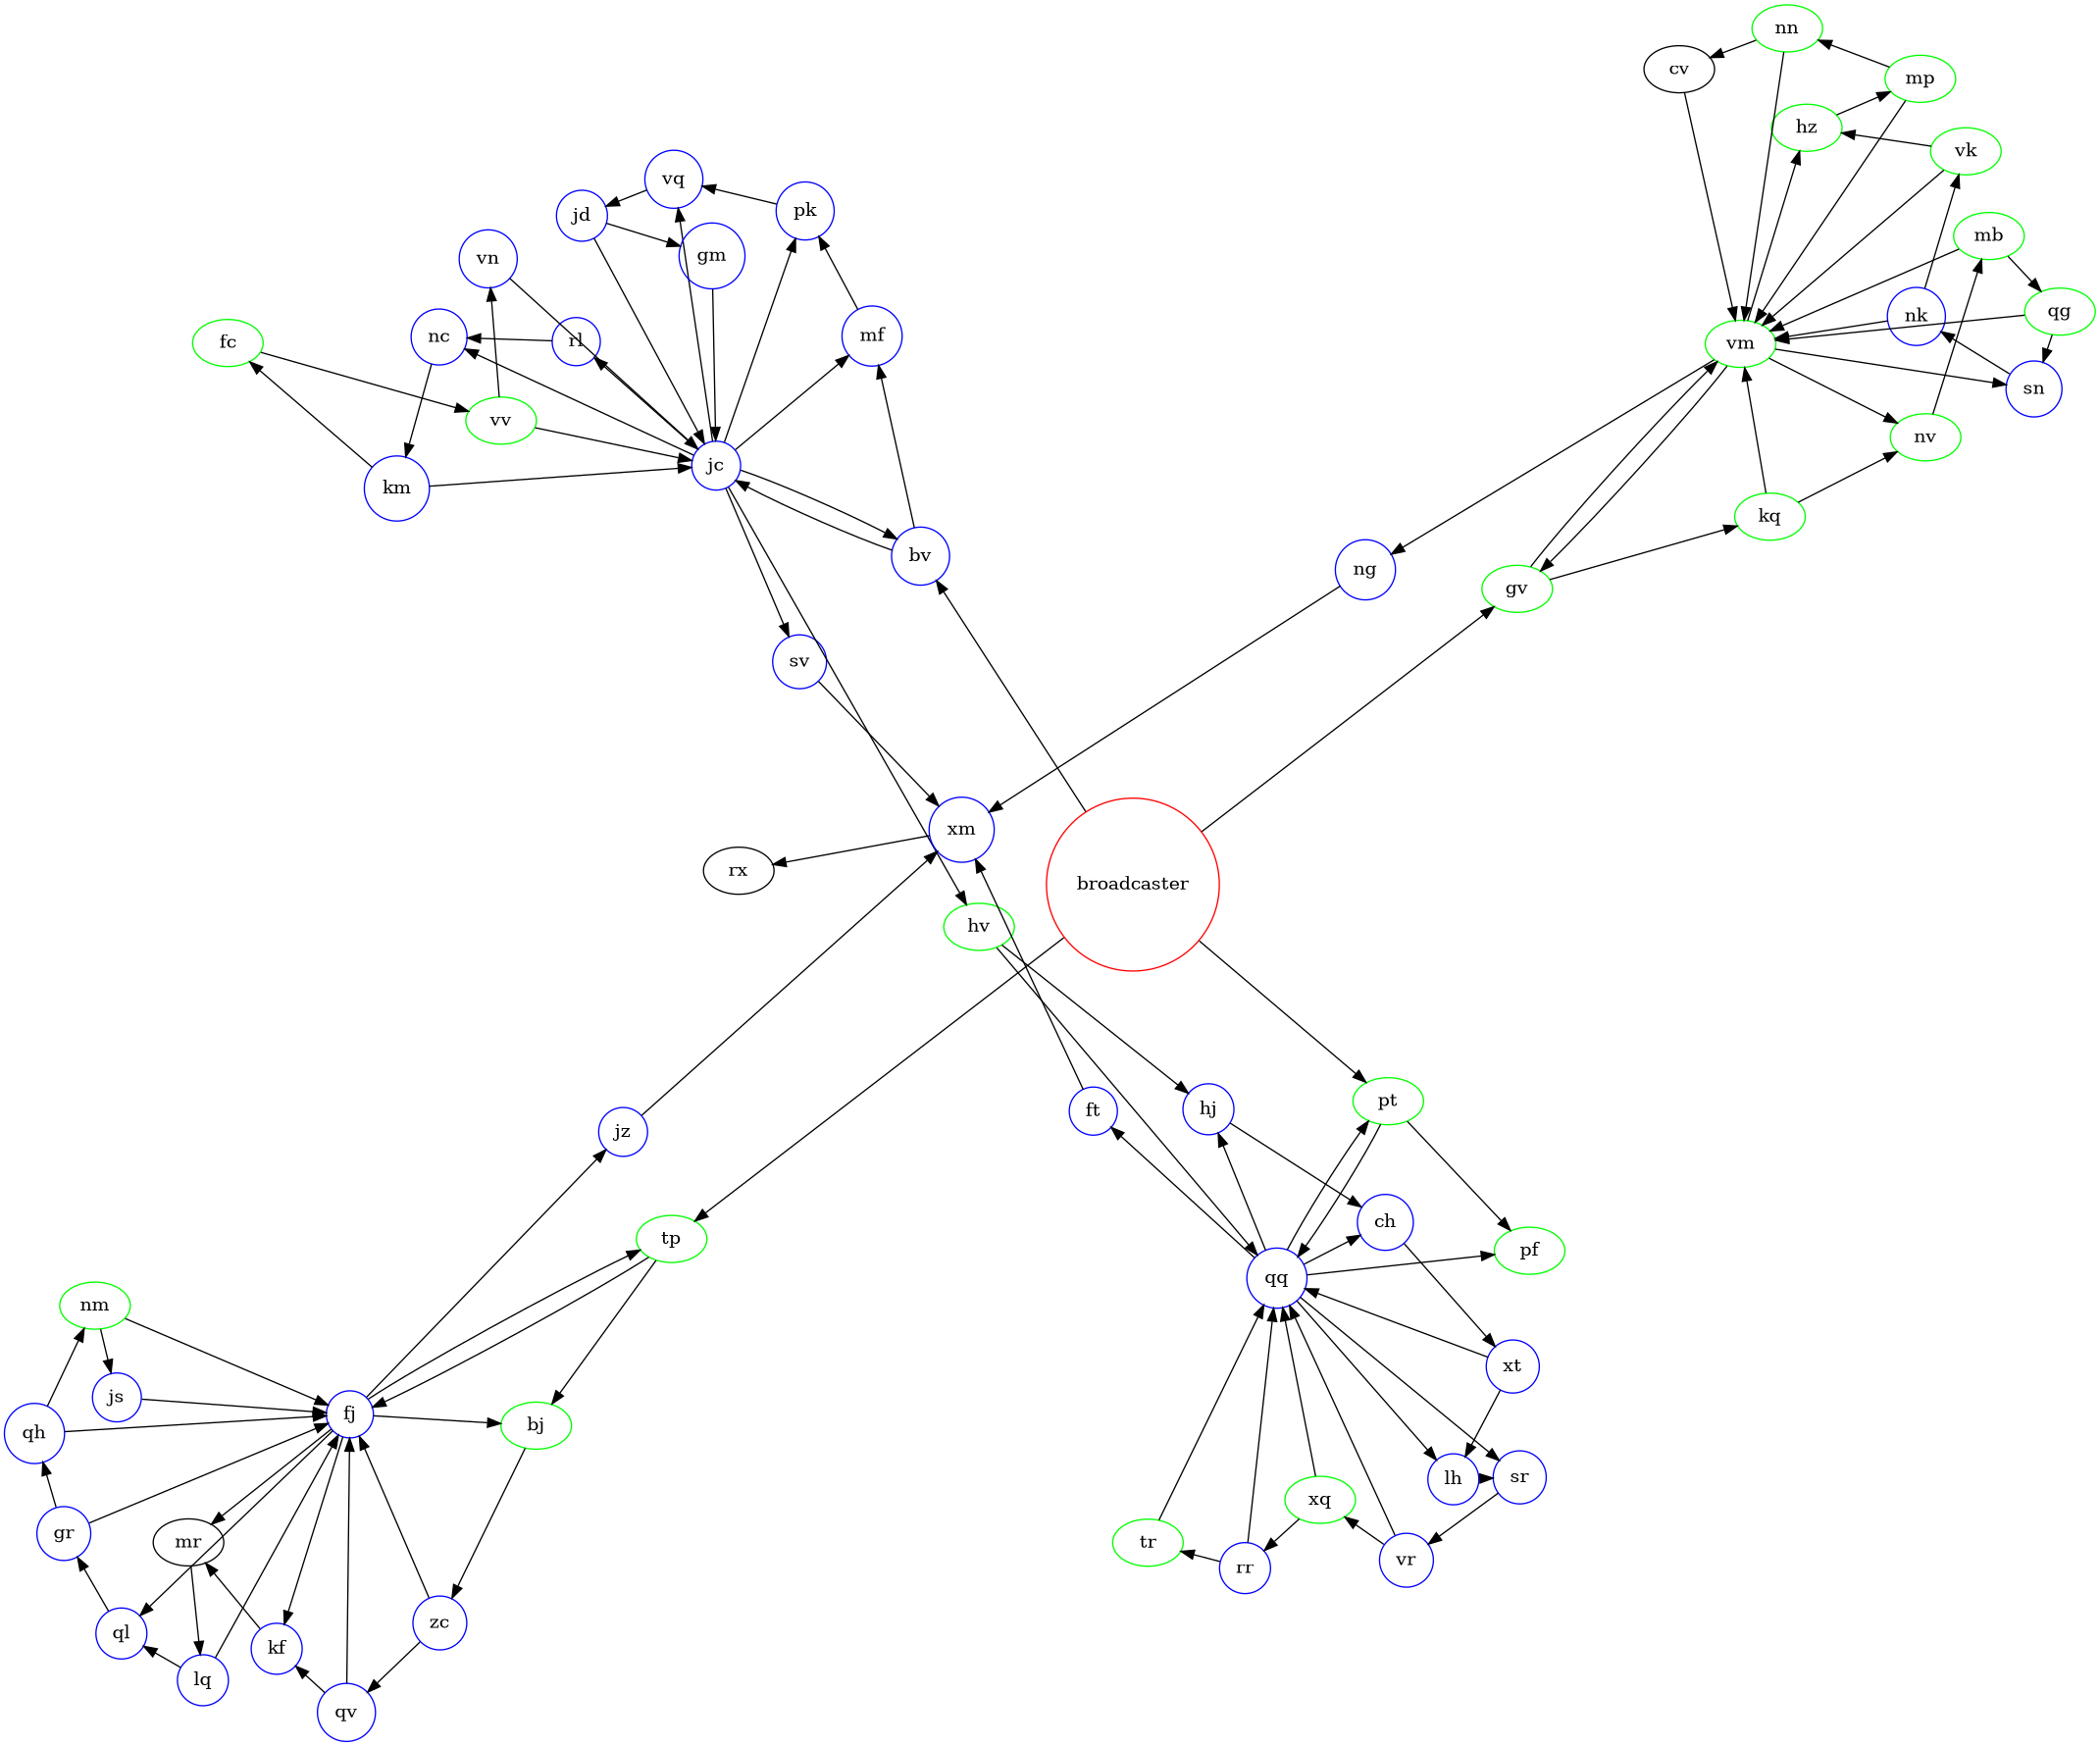 nn
cv
mp
hz
vk
vq
pk
jd
mb
gm
vn
qg
nk
nc
rl
mf
fc
vm
sn
vv
nv
jc
km
kq
bv
ng
gv
sv
xm
rx
broadcaster
hv
pt
hj
ft
jz
ch
tp
pf
qq
nm
xt
js
fj
bj
qh
sr
lh
xq
gr
mr
tr
vr
rr
zc
ql
kf
lq
qv